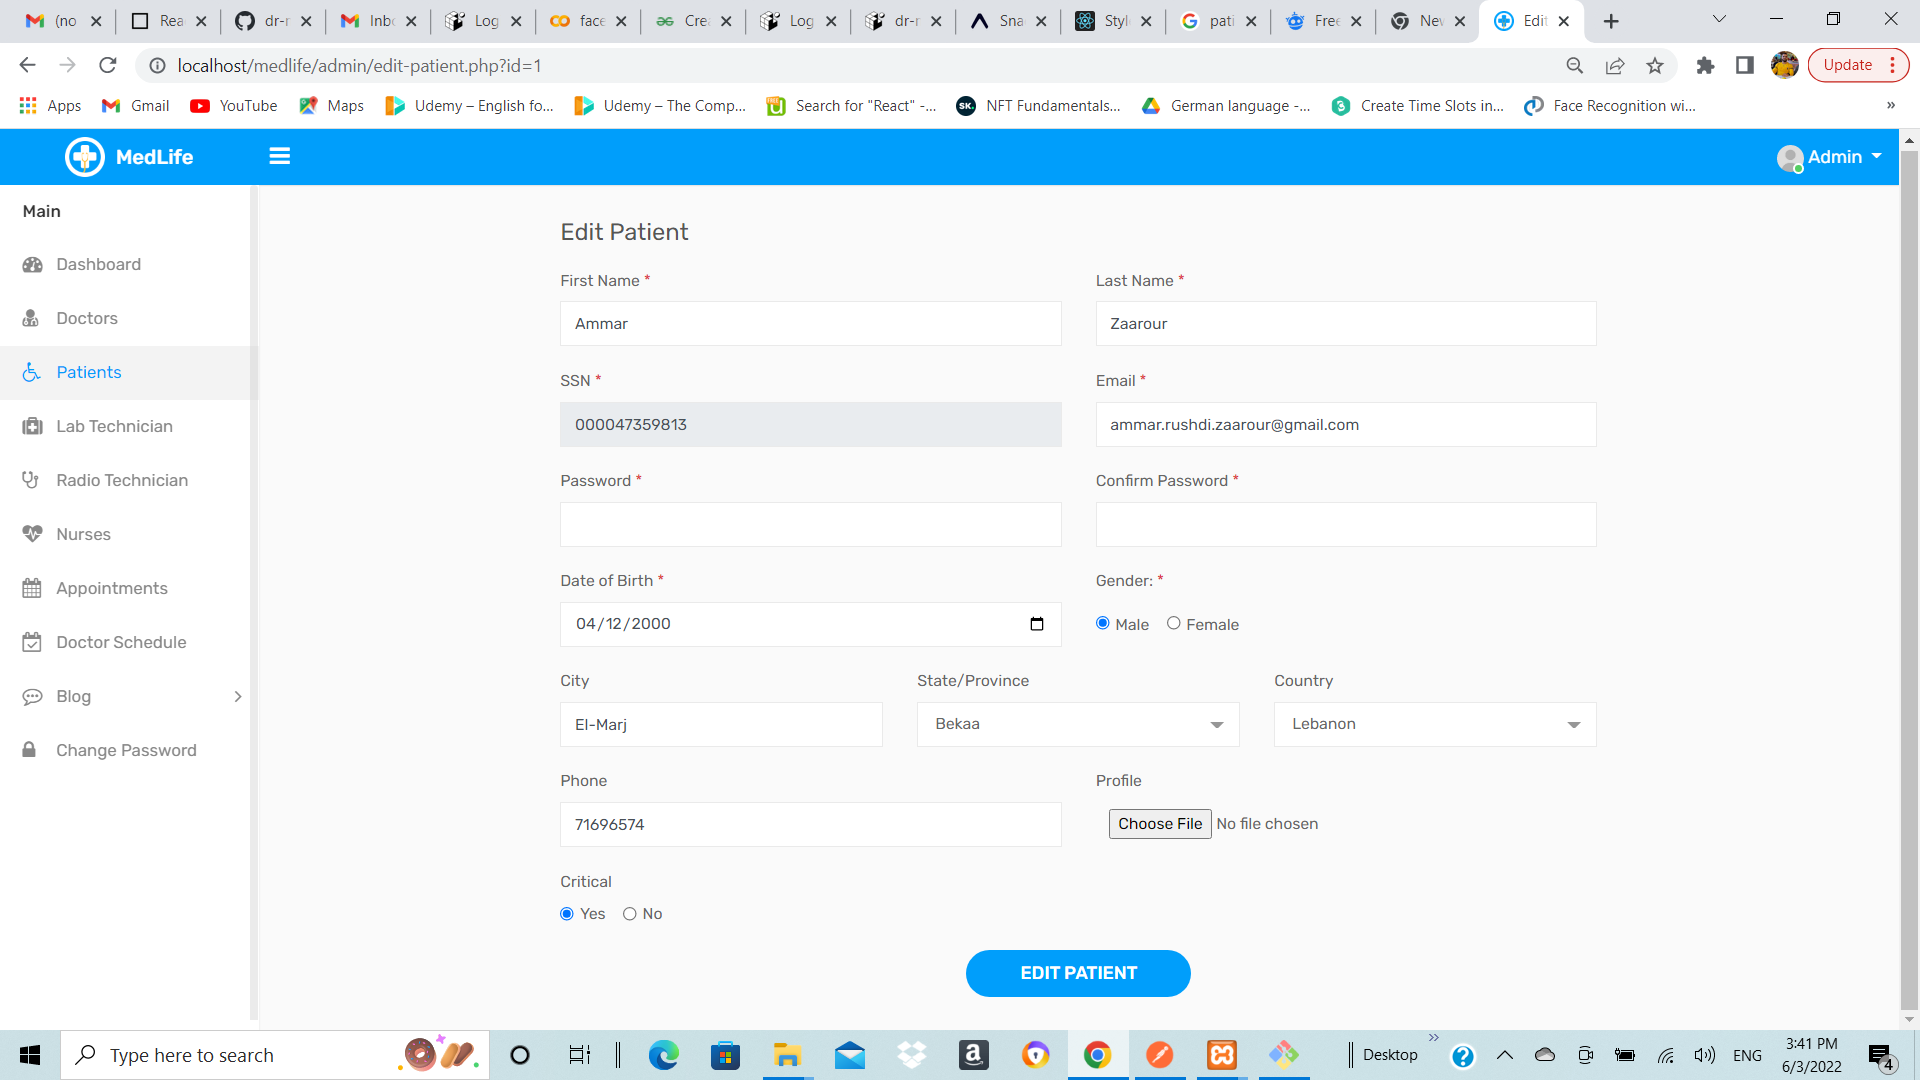 (no
Rea
dr-r
Inbo
Log
face
Crea
Log
dr-r
Sna
Styl
pati
Free
New
Edit
localhost/medlife/admin/edit-patient.php?id=1
Update
Apps
Gmail
YouTube
Maps
Udemy – English fo...
Udemy – The Comp...
Search for "React" -...
NFT Fundamentals...
German language -...
Create Time Slots in...
Face Recognition wi...
»
MedLife
Admin
Main
Dashboard
Doctors
Patients
Lab Technician
Radio Technician
Nurses
Appointments
Doctor Schedule
Blog
Change Password
Edit Patient
First Name *
Last Name *
Ammar
Zaarour
SSN *
Email *
000047359813
ammar.rushdi.zaarour@gmail.com
Password *
Confirm Password *
Date of Birth *
Gender: *
04/12/2000
Male
Female
City
State/Province
Country
El-Marj
Bekaa
Lebanon
Phone
Profile
71696574
Choose File No file chosen
Critical
Yes
No
EDIT PATIENT
Type here to search
Desktop
»
ENG
3:41 PM
6/3/2022
4